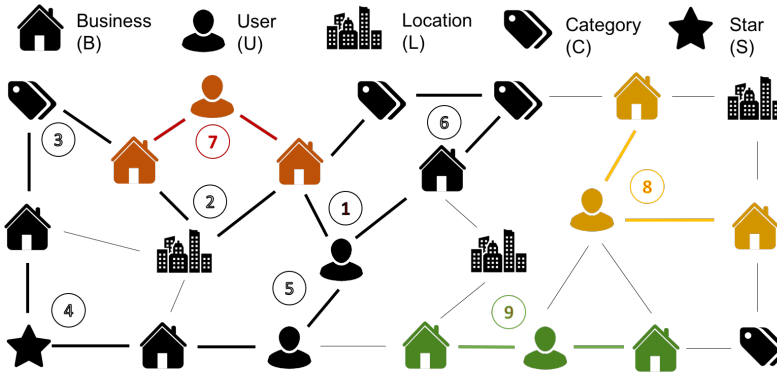 Business
(B)
User
(U)
Location
(L)
Category
(C)
Star
(S)
3
7
6
2
1
8
5
4
9